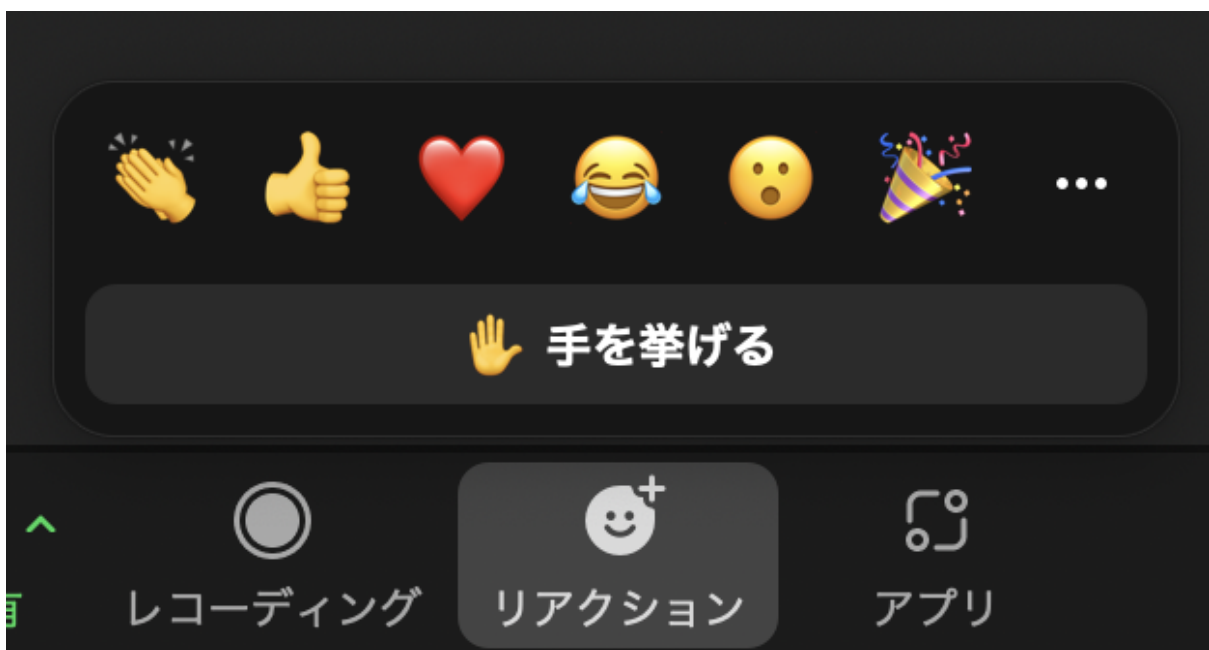 手を挙げる
有
レコーディング
リアクション
アプリ